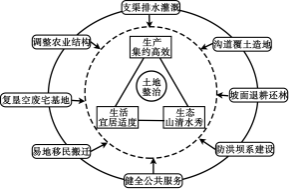 支渠排水灌溉
调整农业结构
沟道覆土造地
生产
集约高效
土地
整治
复垦空废宅基地
坡面退耕还林
生活
宜居适度
生态
山清水秀
易地移民搬迁
防洪坝系建设
健全公共服务